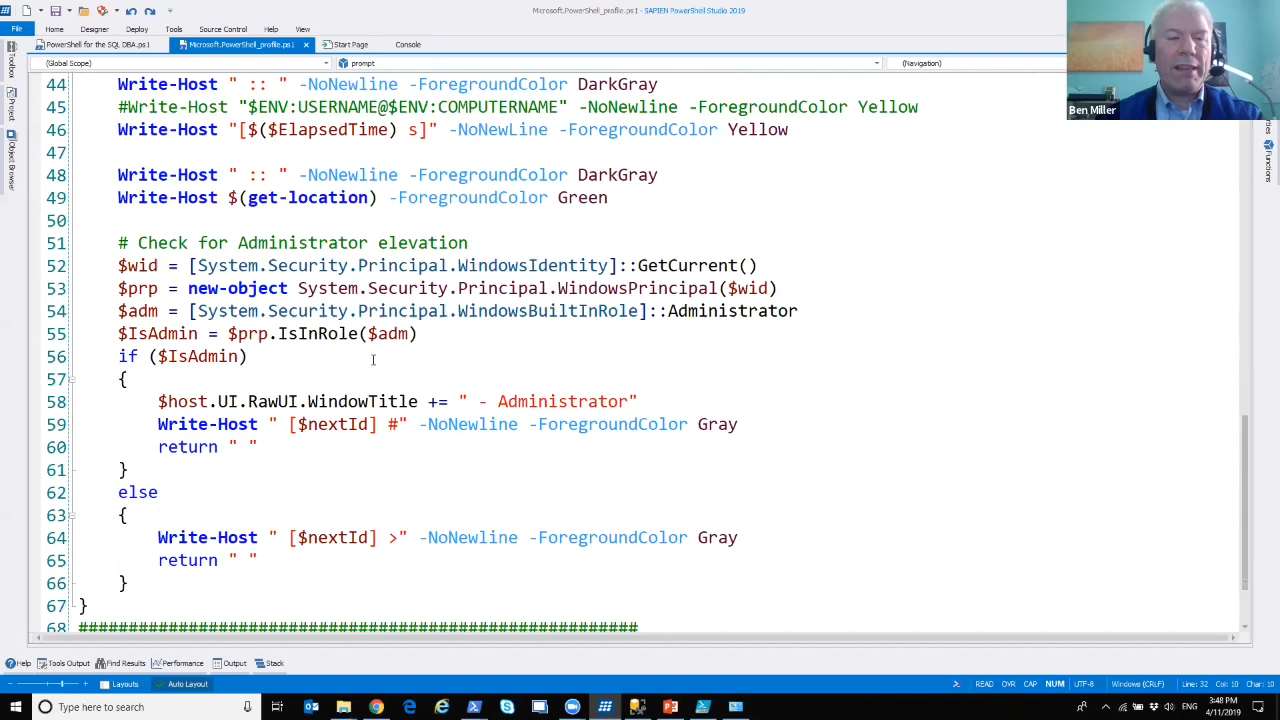 Microsoft.PowerShell_profile.ps1 - SAPIEN PowerShell Studio 2019
File Home Designer Deploy Tools Source Control Help View
PowerShell for the SQL DBA.ps1 Microsoft.PowerShell_profile.ps1 × Start Page Console
(Global Scope) prompt (Navigation)
Toolbox
Project
Object Browser
Functions
Ben Miller
44 Write-Host " :: " -NoNewline -ForegroundColor DarkGray
45 #Write-Host "$ENV:USERNAME@$ENV:COMPUTERNAME" -NoNewline -ForegroundColor Yellow
46 Write-Host "[$($ElapsedTime) s]" -NoNewLine -ForegroundColor Yellow
47
48 Write-Host " :: " -NoNewline -ForegroundColor DarkGray
49 Write-Host $(get-location) -ForegroundColor Green
50
51 # Check for Administrator elevation
52 $wid = [System.Security.Principal.WindowsIdentity]::GetCurrent()
53 $prp = new-object System.Security.Principal.WindowsPrincipal($wid)
54 $adm = [System.Security.Principal.WindowsBuiltInRole]::Administrator
55 $IsAdmin = $prp.IsInRole($adm)
56 if ($IsAdmin)
57 {
58 $host.UI.RawUI.WindowTitle += " - Administrator"
59 Write-Host " [$nextId] #" -NoNewline -ForegroundColor Gray
60 return " "
61 }
62 else
63 {
64 Write-Host " [$nextId] >" -NoNewline -ForegroundColor Gray
65 return " "
66 }
67 }
68 ########################################################
Help Tools Output Find Results Performance Output Stack
Layouts Auto Layout READ OVR CAP NUM UTF-8 Windows (CRLF) Line: 32 Col: 10 Char: 10
Type here to search ENG 3:48 PM
4/11/2019